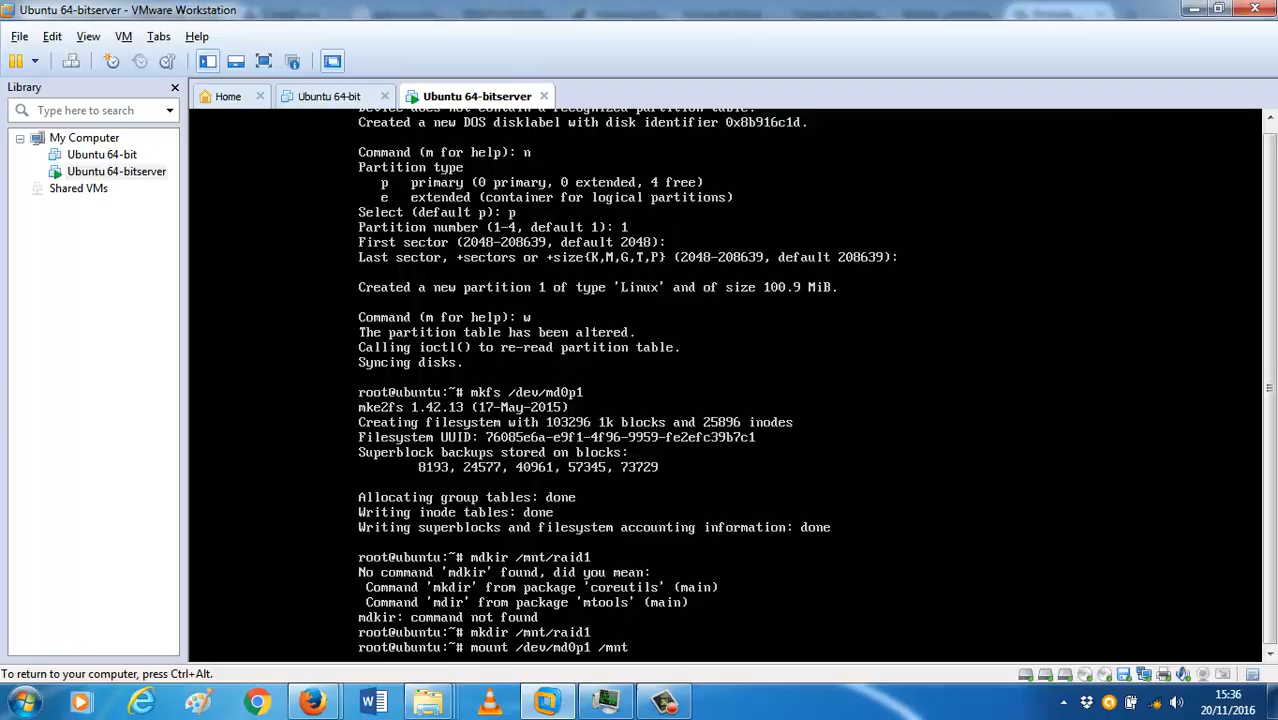 Ubuntu 64-bitserver - VMware Workstation
File Edit View VM Tabs Help
Library
Type here to search
My Computer
Ubuntu 64-bit
Ubuntu 64-bitserver
Shared VMs
Home
Ubuntu 64-bit
Ubuntu 64-bitserver
Device does not contain a recognized partition table.
Created a new DOS disklabel with disk identifier 0x8b916c1d.
Command (m for help): n
Partition type
p primary (0 primary, 0 extended, 4 free)
e extended (container for logical partitions)
Select (default p): p
Partition number (1-4, default 1): 1
First sector (2048-208639, default 2048):
Last sector, +sectors or +size{K,M,G,T,P} (2048-208639, default 208639):
Created a new partition 1 of type 'Linux' and of size 100.9 MiB.
Command (m for help): w
The partition table has been altered.
Calling ioctl() to re-read partition table.
Syncing disks.
root@ubuntu:~# mkfs /dev/md0p1
mke2fs 1.42.13 (17-May-2015)
Creating filesystem with 103296 1k blocks and 25896 inodes
Filesystem UUID: 76085e6a-e9f1-4f96-9959-fe2efc39b7c1
Superblock backups stored on blocks:
8193, 24577, 40961, 57345, 73729
Allocating group tables: done
Writing inode tables: done
Writing superblocks and filesystem accounting information: done
root@ubuntu:~# mdkir /mnt/raid1
No command 'mdkir' found, did you mean:
Command 'mkdir' from package 'coreutils' (main)
Command 'mdir' from package 'mtools' (main)
mdkir: command not found
root@ubuntu:~# mkdir /mnt/raid1
root@ubuntu:~# mount /dev/md0p1 /mnt
To return to your computer, press Ctrl+Alt.
15:36
20/11/2016